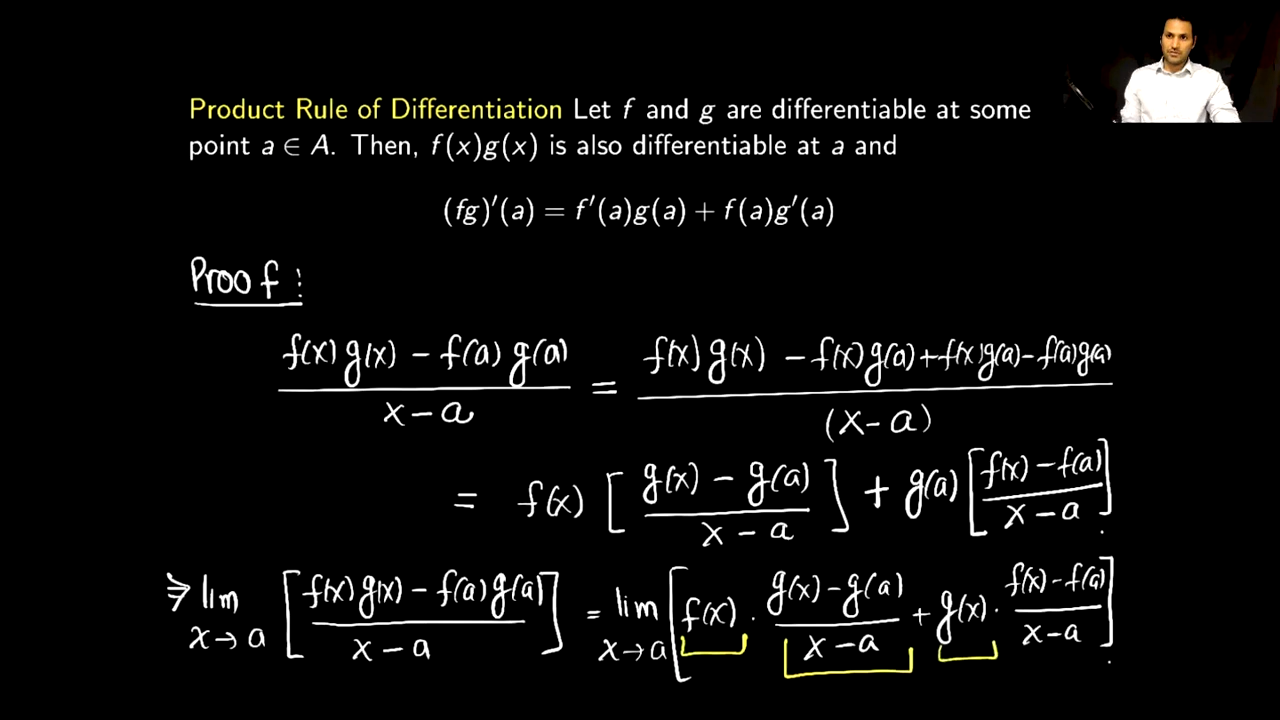 Product Rule of Differentiation Let f and g are differentiable at some
point a ∈ A. Then, f(x)g(x) is also differentiable at a and
(fg)′(a) = f′(a)g(a) + f(a)g′(a)
Proof :
f(x) g(x) − f(a) g(a) / x − a = f(x) g(x) − f(x) g(a) + f(x) g(a) − f(a) g(a) / (x − a)
= f(x) [ g(x) − g(a) / x − a ] + g(a) [ f(x) − f(a) / x − a ]
⇒ lim x→a [ f(x) g(x) − f(a) g(a) / x − a ] = lim x→a [ f(x) · g(x) − g(a) / x − a + g(x) · f(x) − f(a) / x − a ]